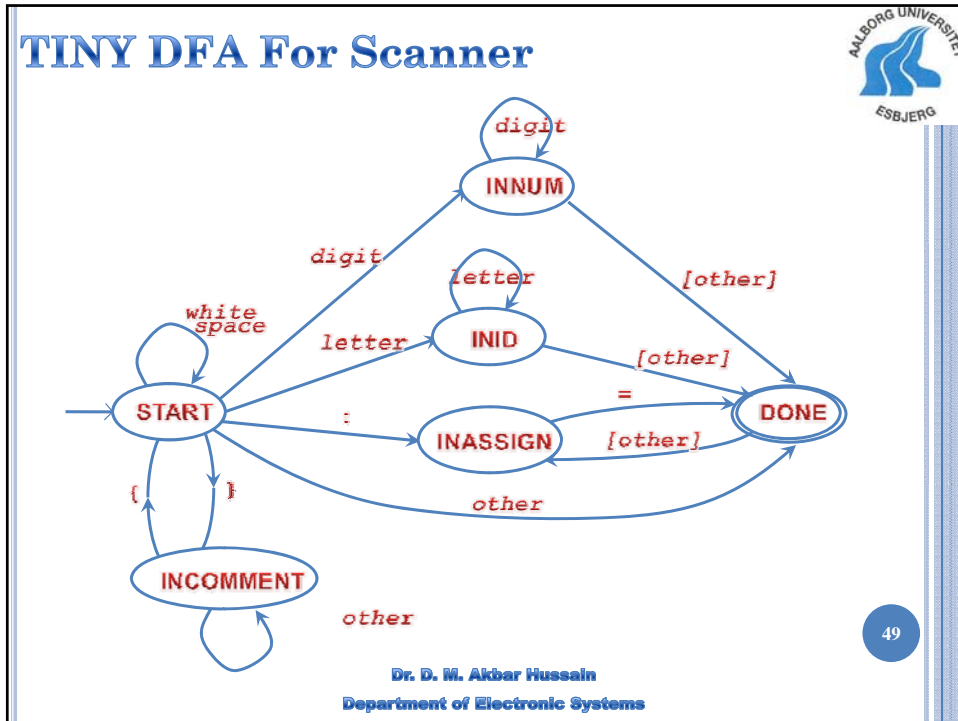 TINY DFA For Scanner
AALBORG UNIVERSITET
ESBJERG
digit
INNUM
digit
letter
[other]
white
space
letter
INID
[other]
START
:
=
DONE
INASSIGN
[other]
{
}
other
INCOMMENT
other
49
Dr. D. M. Akbar Hussain
Department of Electronic Systems